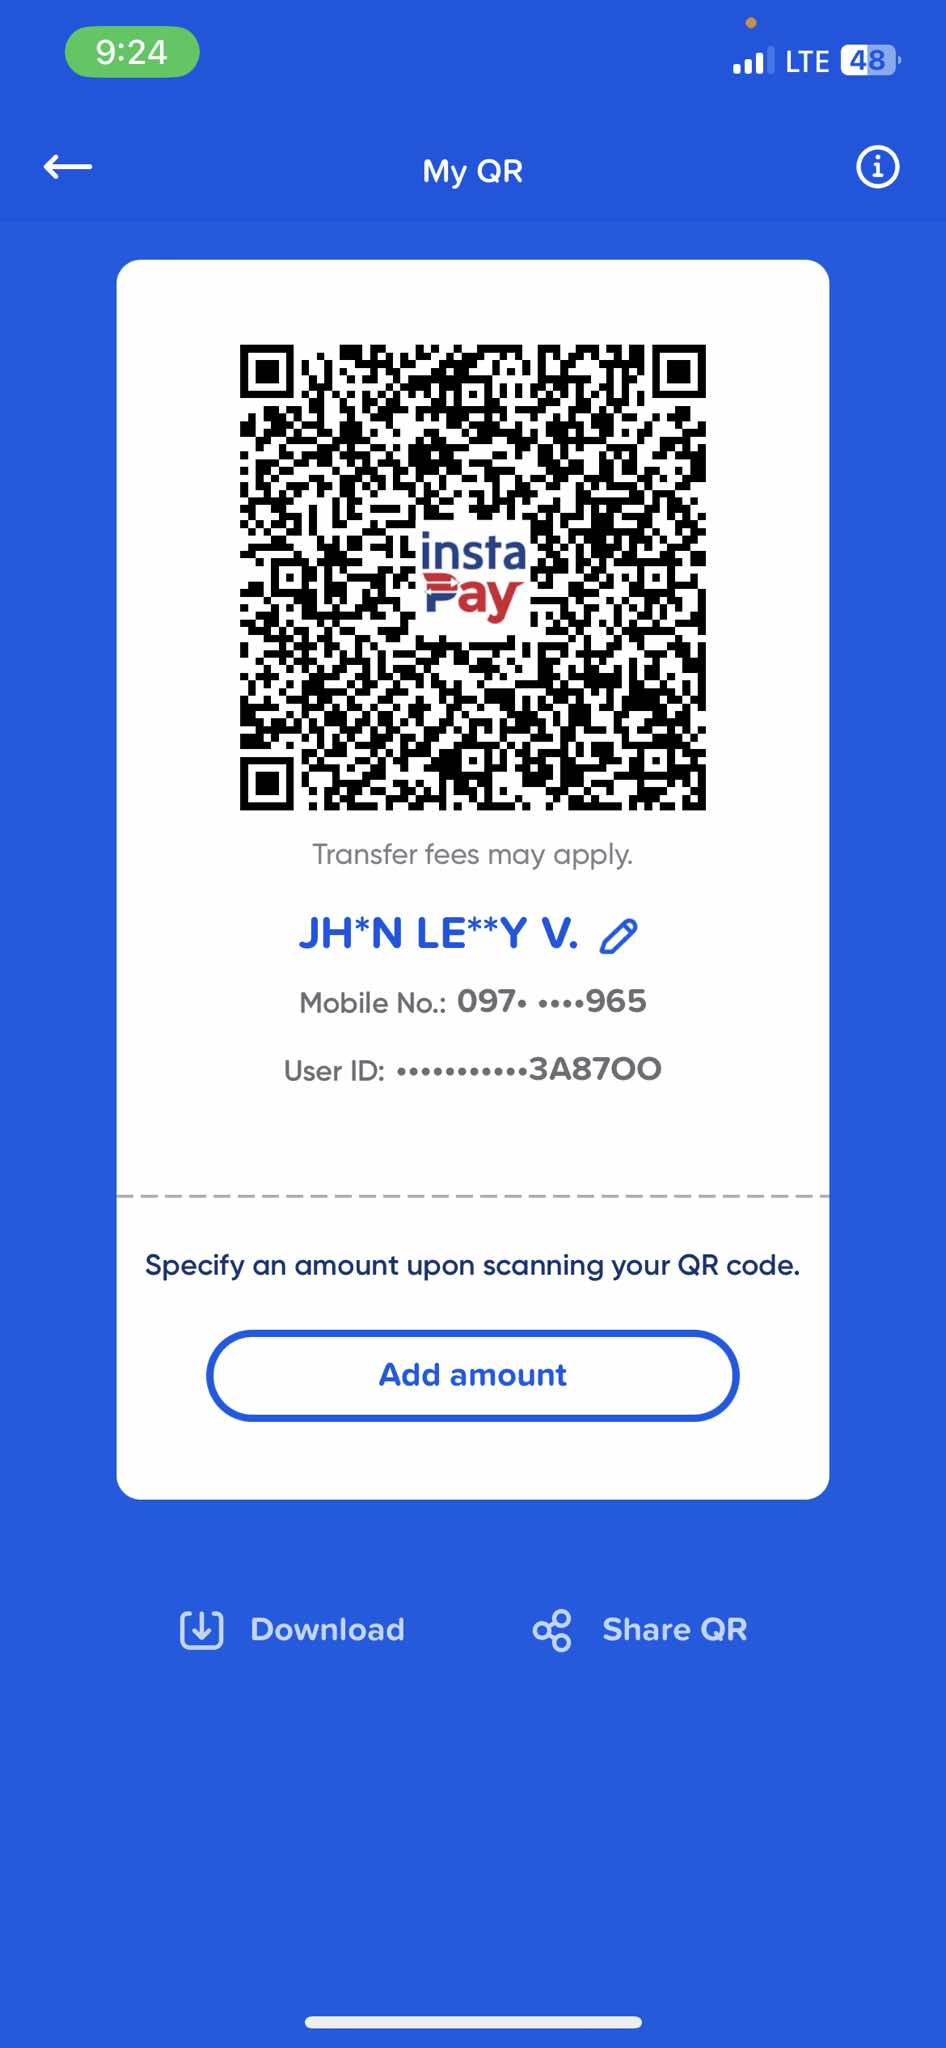 9:24
LTE 48
My QR
insta
Pay
Transfer fees may apply.
JH*N LE**Y V.
Mobile No.: 097• ••••965
User ID: •••••••••••3A87OO
Specify an amount upon scanning your QR code.
Add amount
Download
Share QR